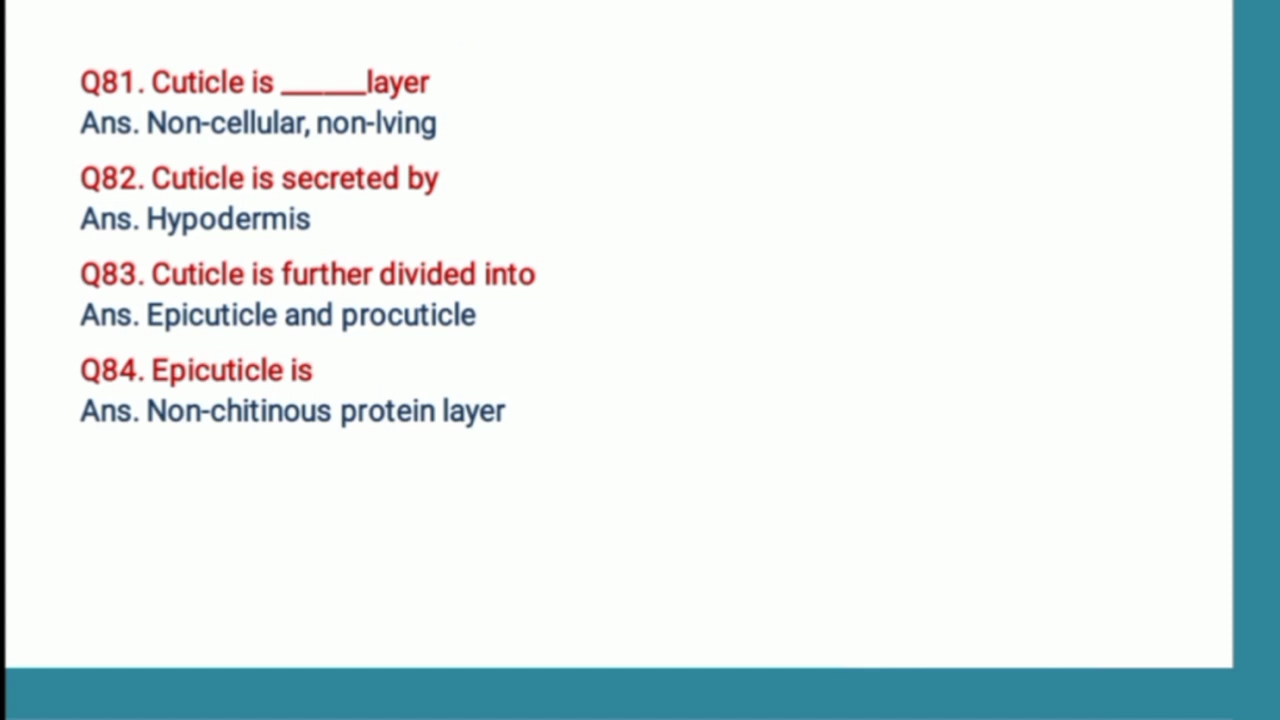 Q81. Cuticle is ______layer
Ans. Non-cellular, non-lving
Q82. Cuticle is secreted by
Ans. Hypodermis
Q83. Cuticle is further divided into
Ans. Epicuticle and procuticle
Q84. Epicuticle is
Ans. Non-chitinous protein layer